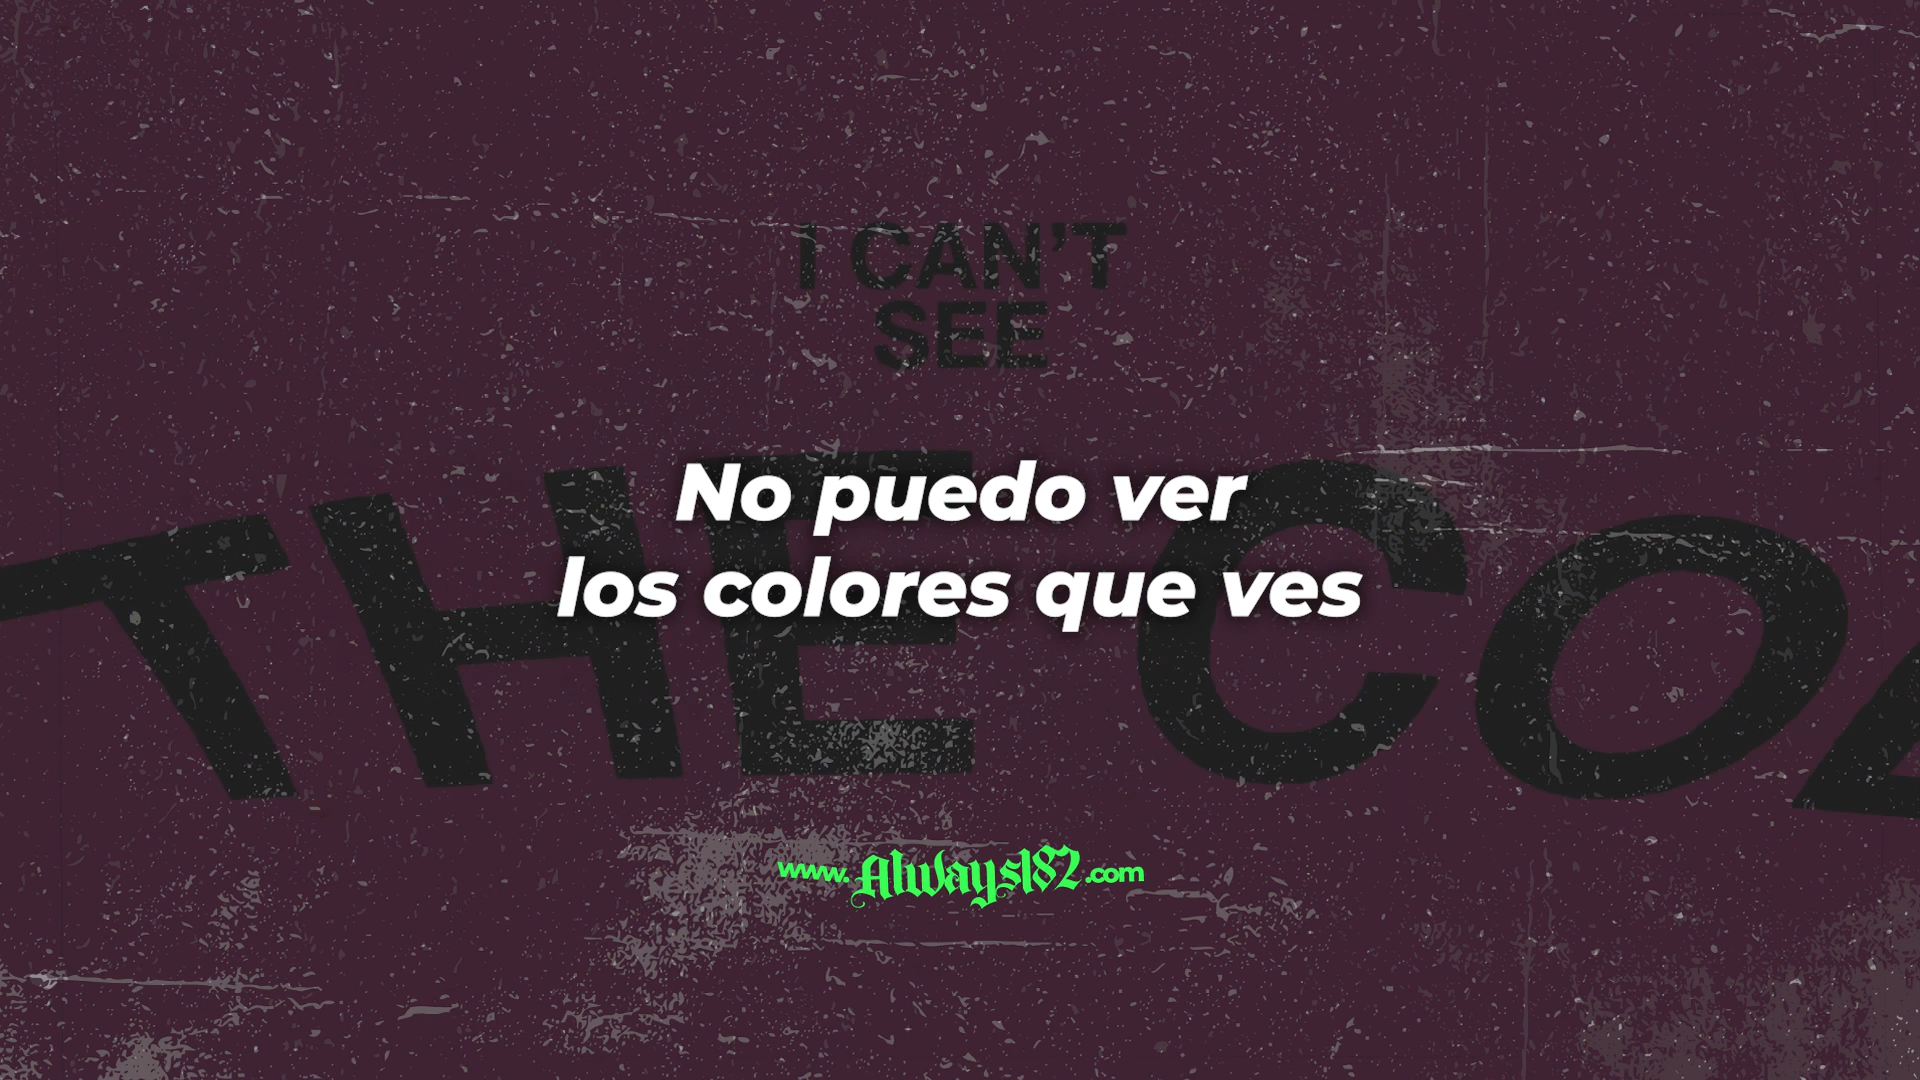 I CAN'T
SEE
THE CO
No puedo ver
los colores que ves
www.Always182.com